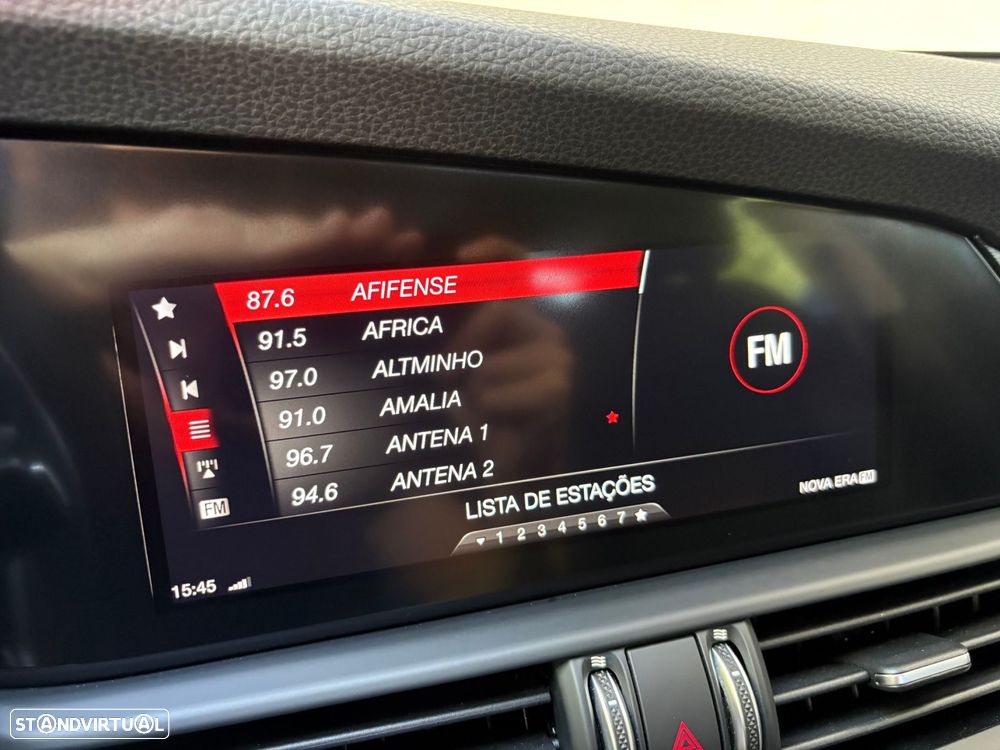 87.6 AFIFENSE
91.5 AFRICA
97.0 ALTMINHO
91.0 AMALIA
96.7 ANTENA 1
94.6 ANTENA 2
FM
FM
LISTA DE ESTAÇÕES
1 2 3 4 5 6 7
NOVA ERA FM
15:45
STANDVIRTUAL